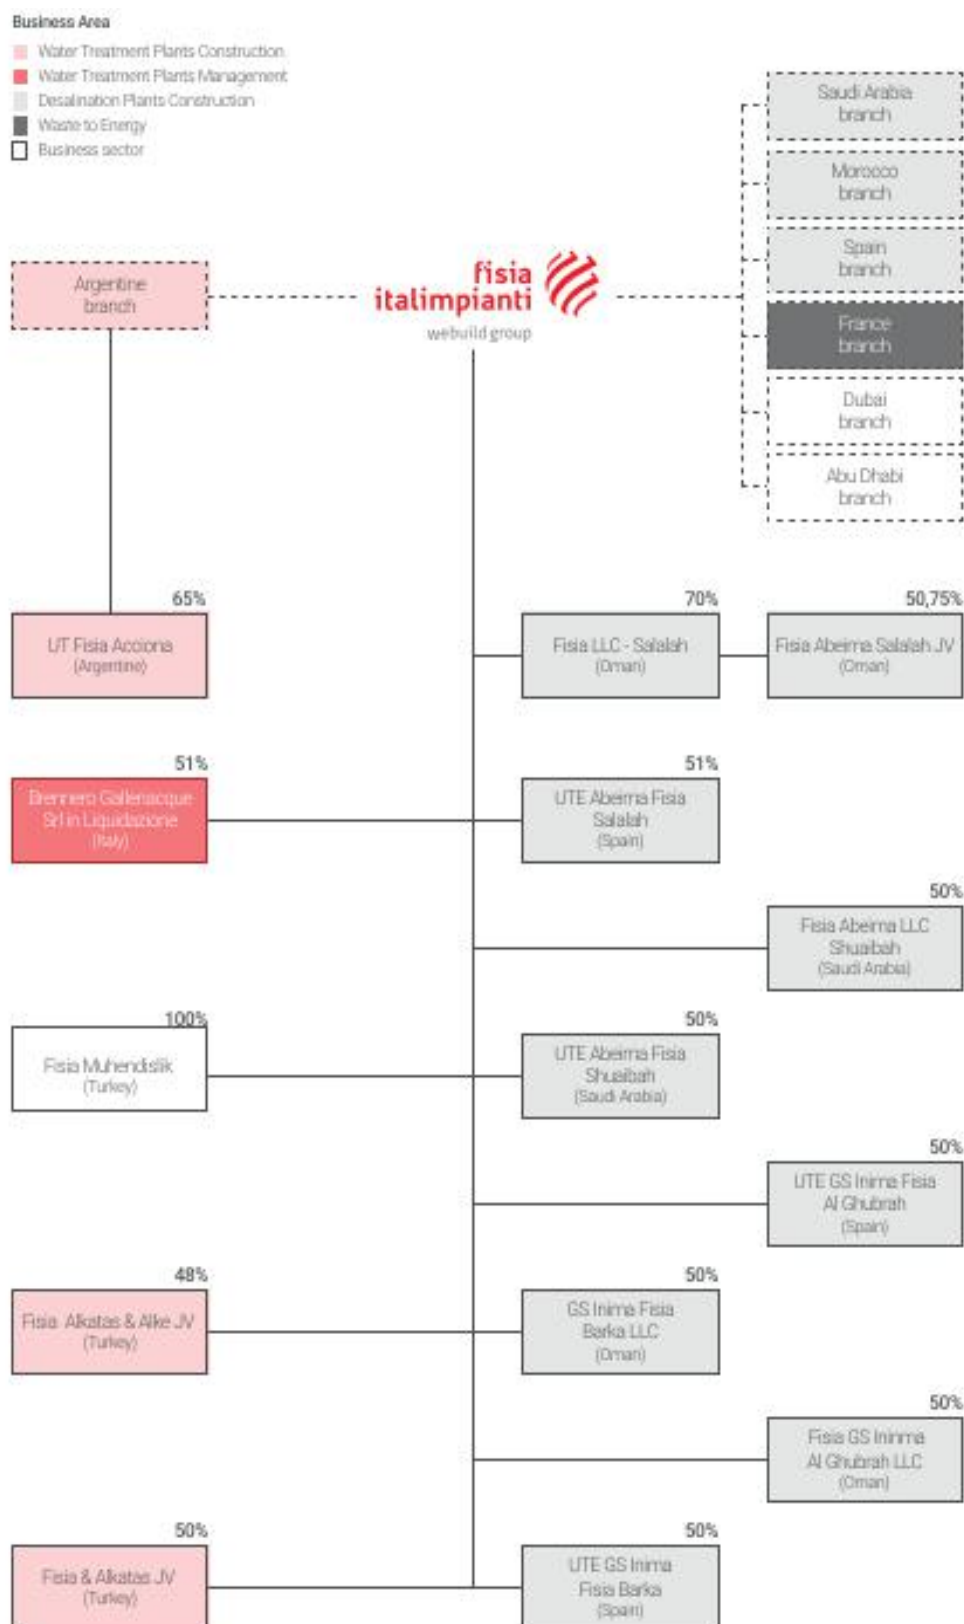 Business Area
Water Treatment Plants Construction
Water Treatment Plants Management
Desalination Plants Construction
Waste to Energy
Business sector
Saudi Arabia
branch
Morocco
branch
Spain
branch
France
branch
Dubai
branch
Abu Dhabi
branch
Argentine
branch
fisia
italimpianti
webuild group
65%
UT Fisia Acciona
(Argentine)
70%
Fisia LLC - Salalah
(Oman)
50,75%
Fisia Abeima Salalah JV
(Oman)
51%
Brennero Galleriacque
Srl in Liquidazione
(Italy)
51%
UTE Abeima Fisia
Salalah
(Spain)
50%
Fisia Abeima LLC
Shuaibah
(Saudi Arabia)
100%
Fisia Muhendislik
(Turkey)
50%
UTE Abeima Fisia
Shuaibah
(Saudi Arabia)
50%
UTE GS Inima Fisia
Al Ghubrah
(Spain)
48%
Fisia Alkatas & Alke JV
(Turkey)
50%
GS Inima Fisia
Barka LLC
(Oman)
50%
Fisia GS Ininma
Al Ghubrah LLC
(Oman)
50%
Fisia & Alkatas JV
(Turkey)
50%
UTE GS Inima
Fisia Barka
(Spain)